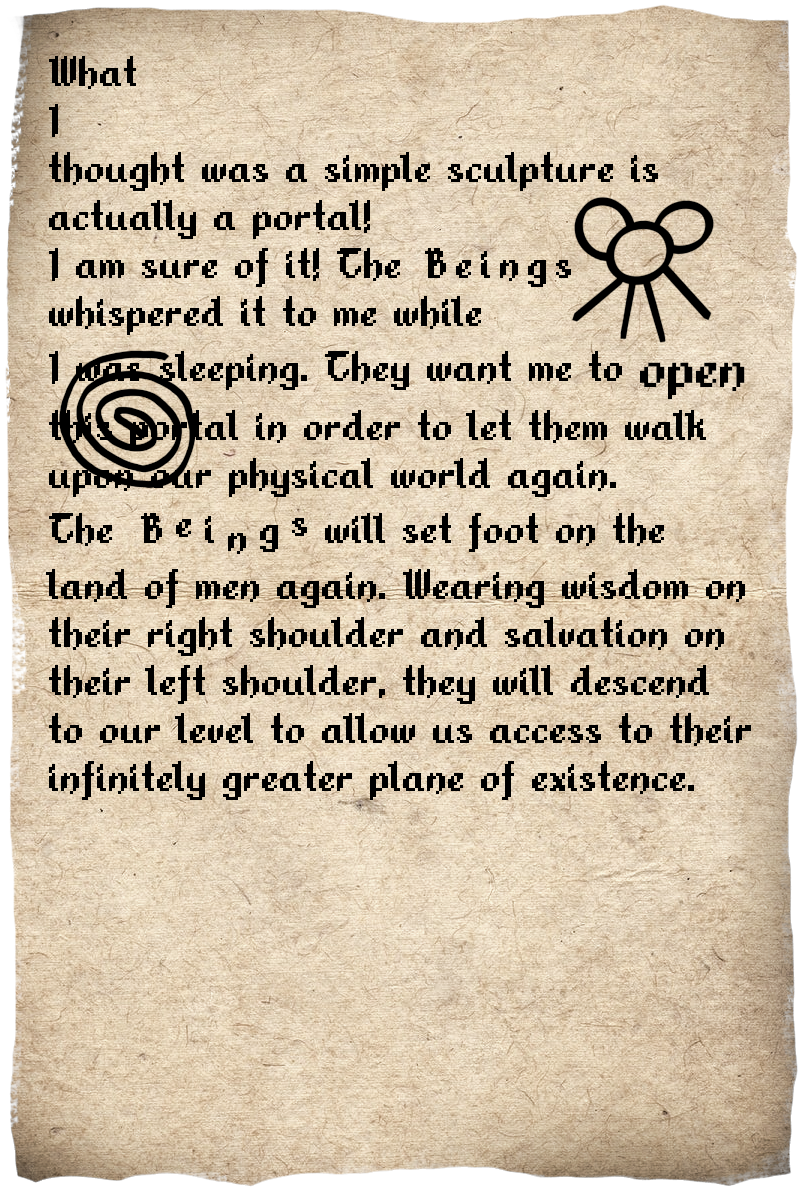 What
I
thought was a simple sculpture is
actually a portal!
I am sure of it! The Beings
whispered it to me while
I was sleeping. They want me to open
this portal in order to let them walk
upon our physical world again.
The Beings will set foot on the
land of men again. Wearing wisdom on
their right shoulder and salvation on
their left shoulder, they will descend
to our level to allow us access to their
infinitely greater plane of existence.